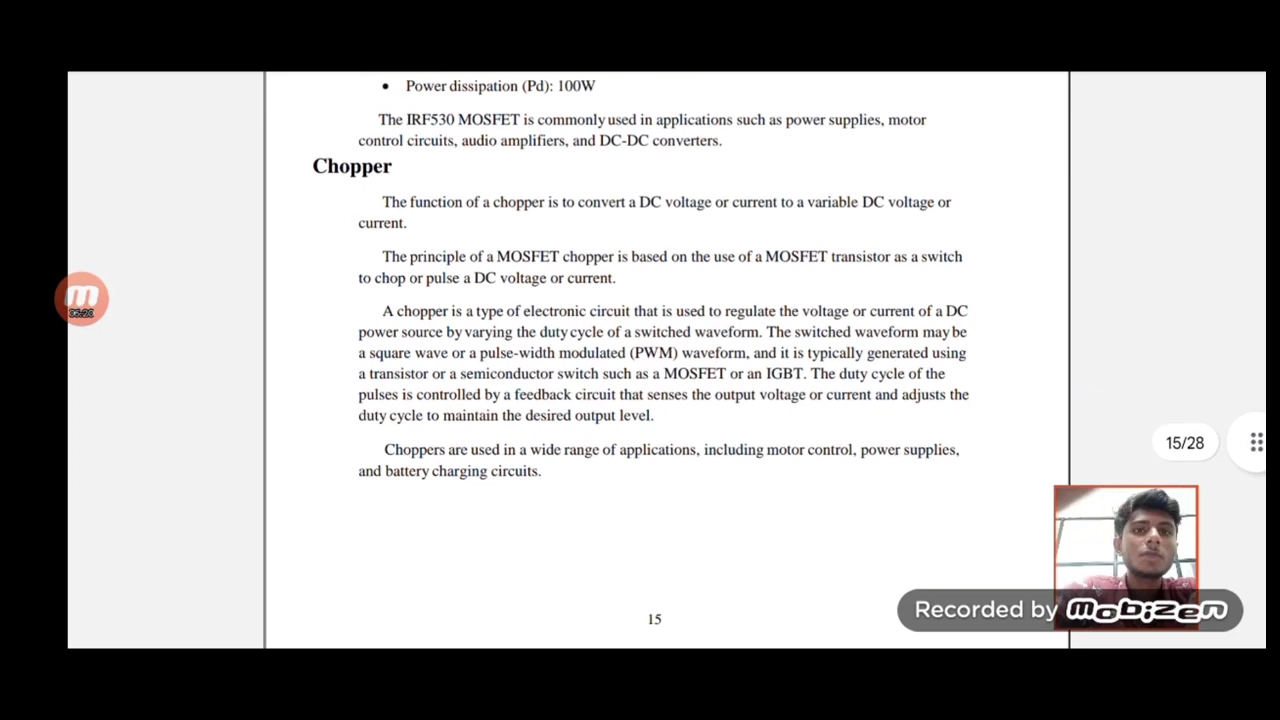 • Power dissipation (Pd): 100W
The IRF530 MOSFET is commonly used in applications such as power supplies, motor
control circuits, audio amplifiers, and DC-DC converters.
Chopper
The function of a chopper is to convert a DC voltage or current to a variable DC voltage or
current.
The principle of a MOSFET chopper is based on the use of a MOSFET transistor as a switch
to chop or pulse a DC voltage or current.
A chopper is a type of electronic circuit that is used to regulate the voltage or current of a DC
power source by varying the duty cycle of a switched waveform. The switched waveform may be
a square wave or a pulse-width modulated (PWM) waveform, and it is typically generated using
a transistor or a semiconductor switch such as a MOSFET or an IGBT. The duty cycle of the
pulses is controlled by a feedback circuit that senses the output voltage or current and adjusts the
duty cycle to maintain the desired output level.
Choppers are used in a wide range of applications, including motor control, power supplies,
and battery charging circuits.
15
m
06:20
15/28
Recorded by mobizen